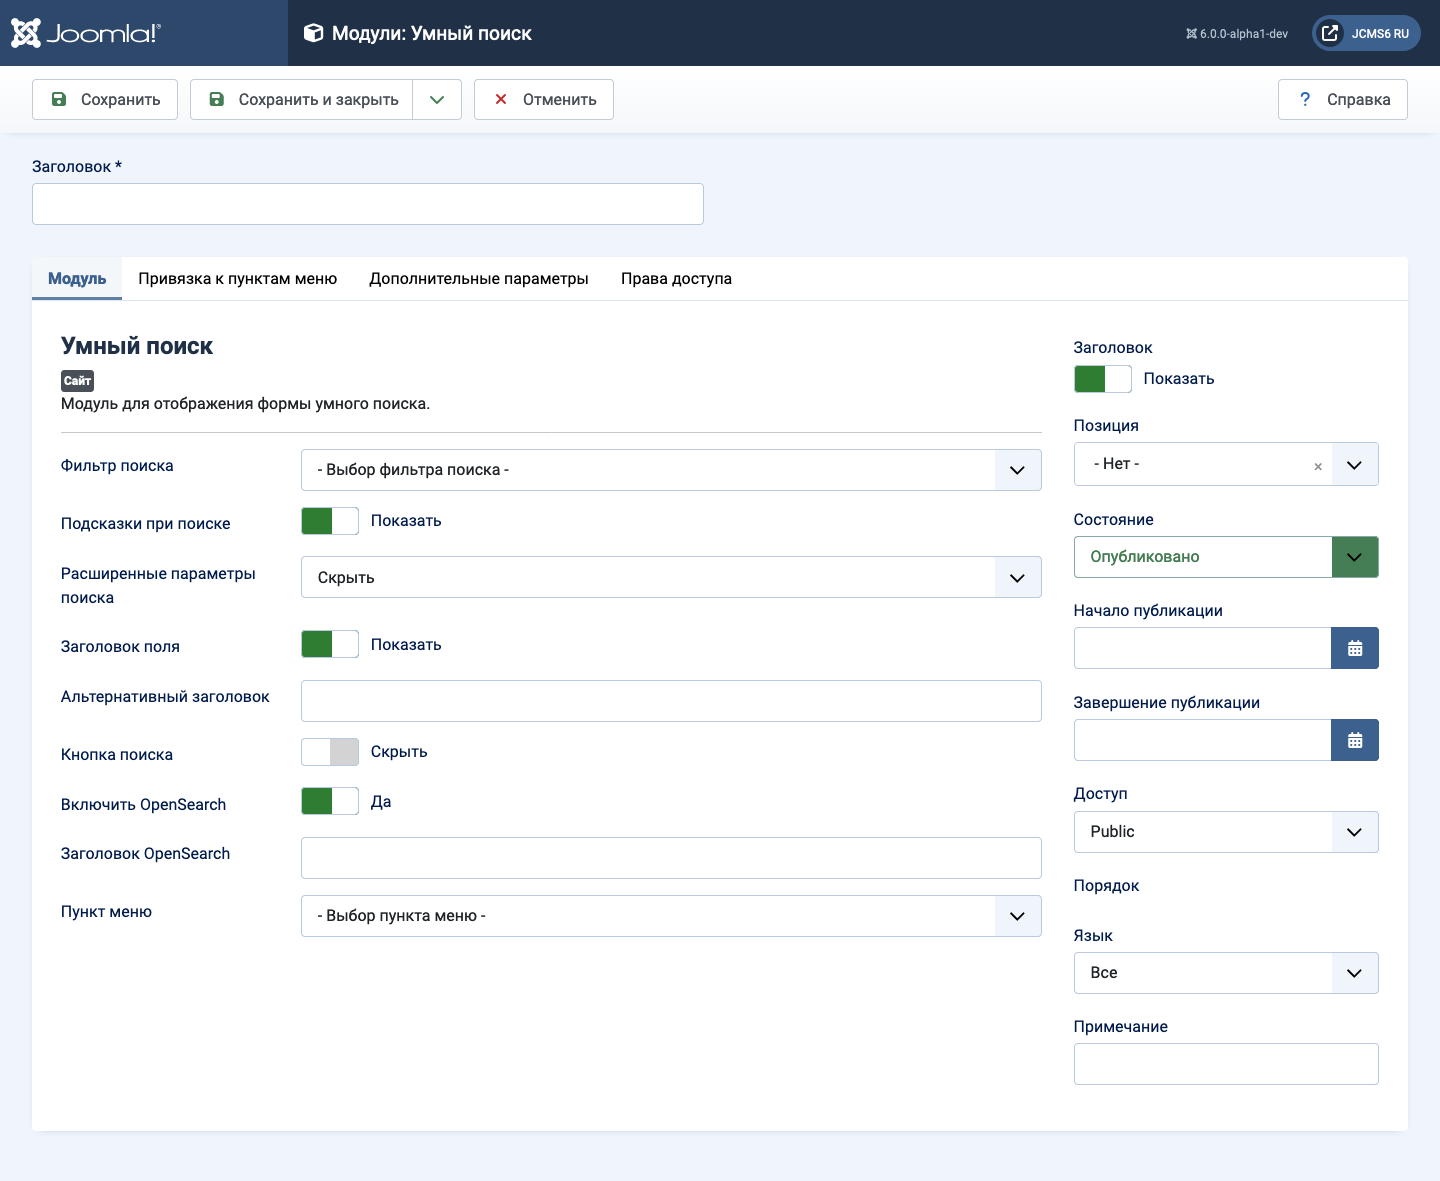 Joomla!®
Модули: Умный поиск
6.0.0-alpha1-dev
JCMS6 RU
Сохранить
Сохранить и закрыть
Отменить
? Справка
Заголовок *
Модуль
Привязка к пунктам меню
Дополнительные параметры
Права доступа
Умный поиск
Сайт
Модуль для отображения формы умного поиска.
Фильтр поиска
- Выбор фильтра поиска -
Подсказки при поиске
Показать
Расширенные параметры
поиска
Скрыть
Заголовок поля
Показать
Альтернативный заголовок
Кнопка поиска
Скрыть
Включить OpenSearch
Да
Заголовок OpenSearch
Пункт меню
- Выбор пункта меню -
Заголовок
Показать
Позиция
- Нет -
×
Состояние
Опубликовано
Начало публикации
Завершение публикации
Доступ
Public
Порядок
Язык
Все
Примечание